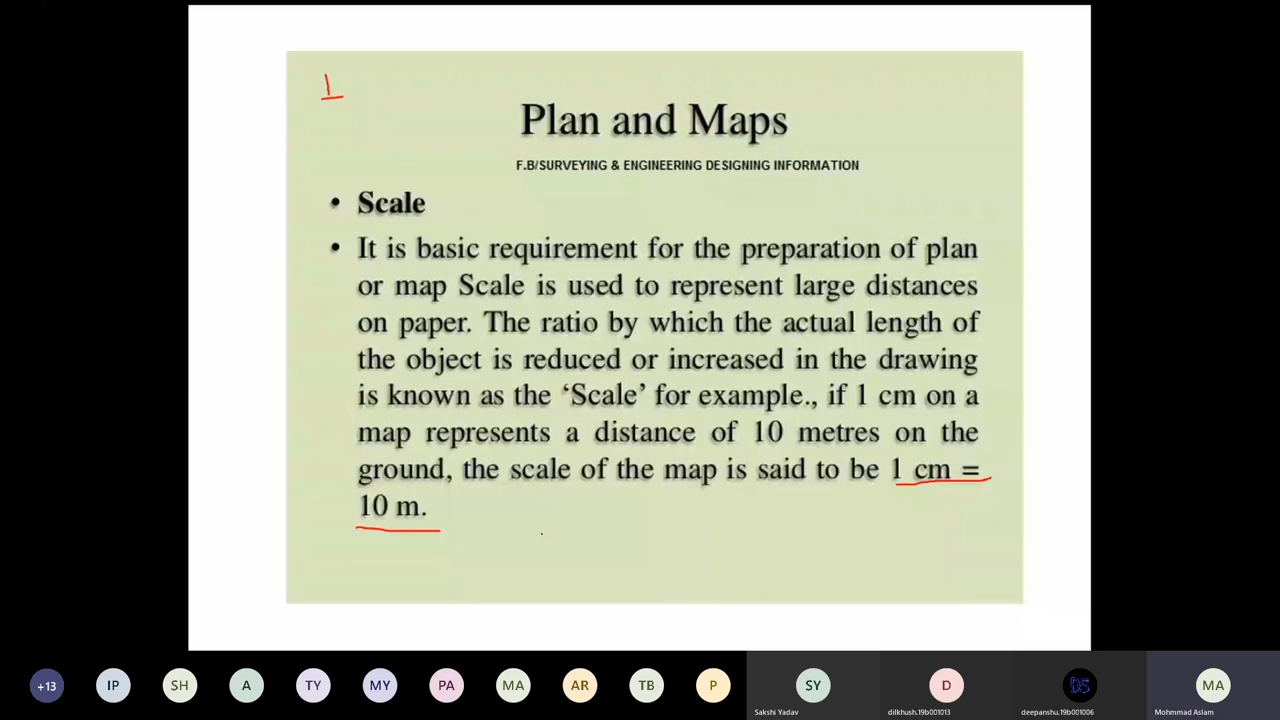 1
Plan and Maps
F.B/SURVEYING & ENGINEERING DESIGNING INFORMATION
• Scale
• It is basic requirement for the preparation of plan
or map Scale is used to represent large distances
on paper. The ratio by which the actual length of
the object is reduced or increased in the drawing
is known as the ‘Scale’ for example., if 1 cm on a
map represents a distance of 10 metres on the
ground, the scale of the map is said to be 1 cm =
10 m.
+13 IP SH A TY MY PA MA AR TB P SY D DS MA
Sakshi Yadav dilkhush.19b001013 deepanshu.19b001006 Mohmmad Aslam